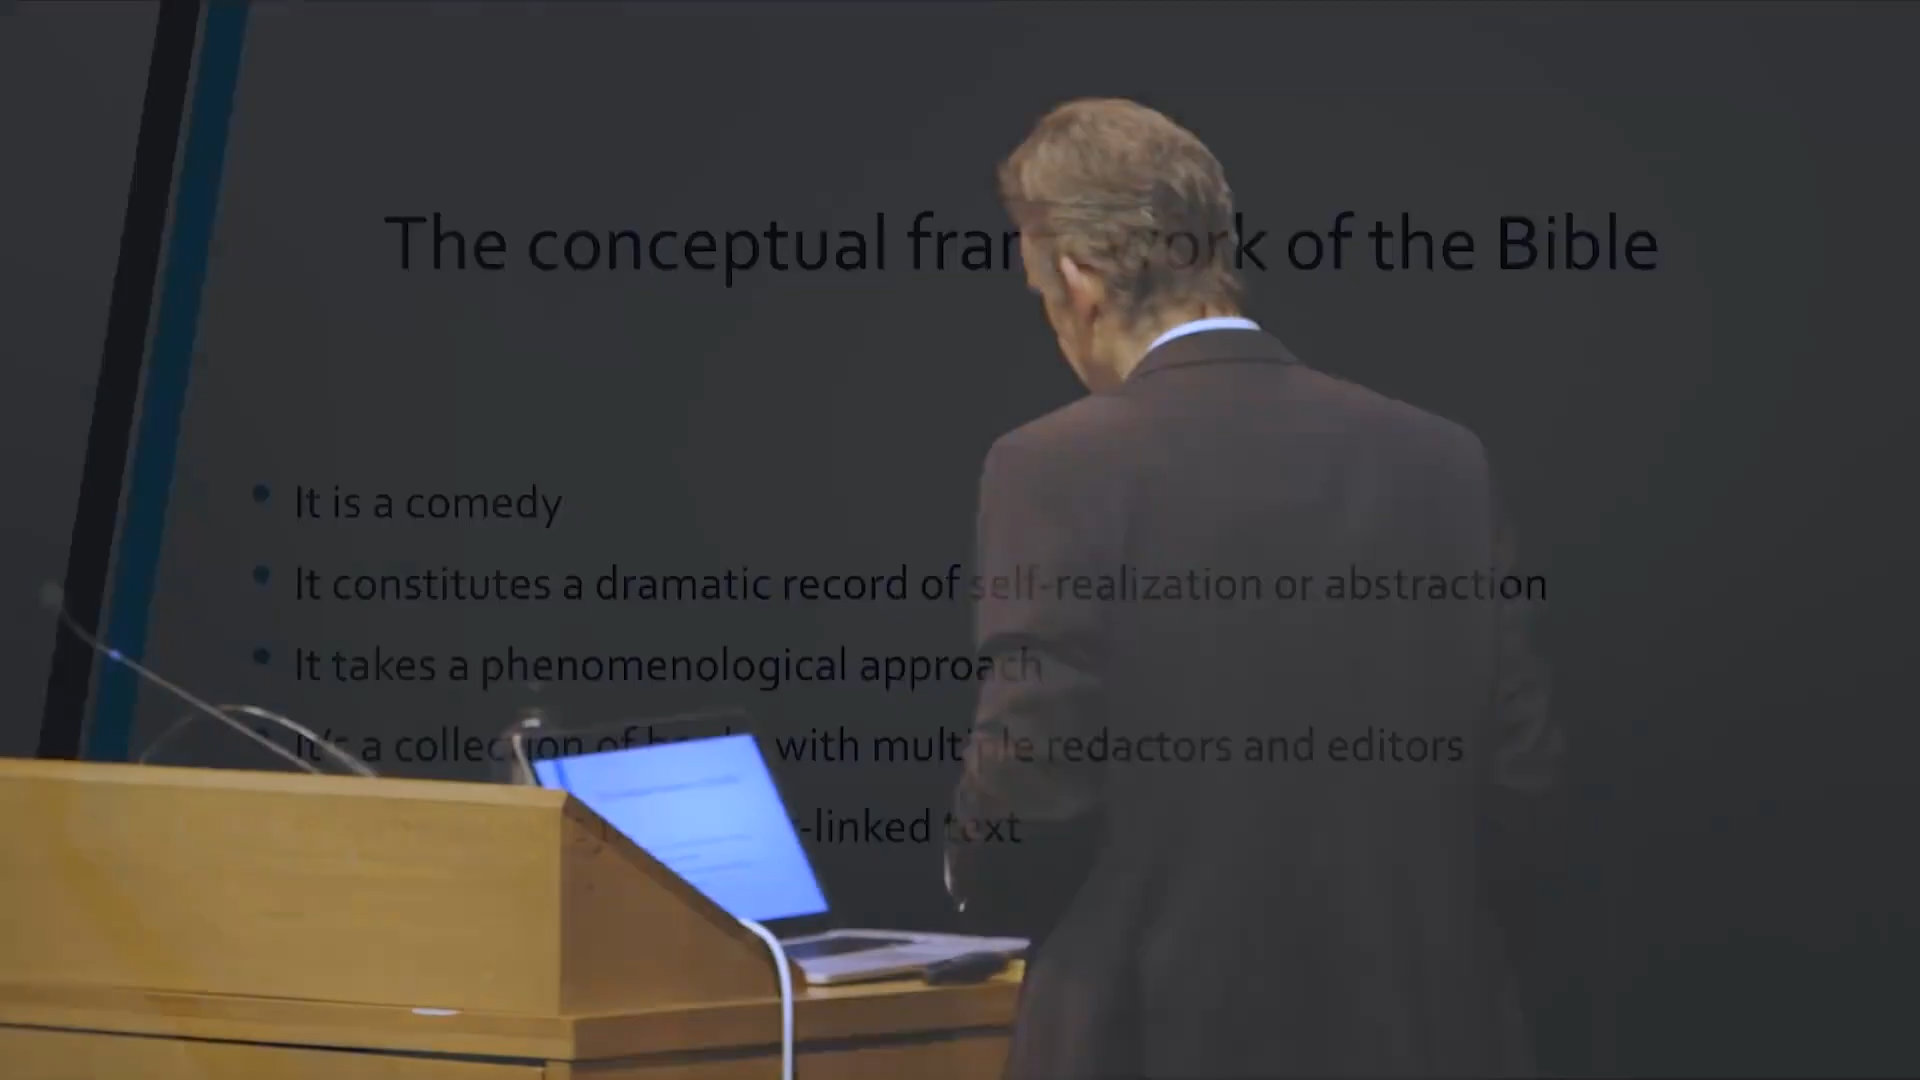 The conceptual framework of the Bible
It is a comedy
It constitutes a dramatic record of self-realization or abstraction
It takes a phenomenological approach
It's a collection of books with multiple redactors and editors
-linked text